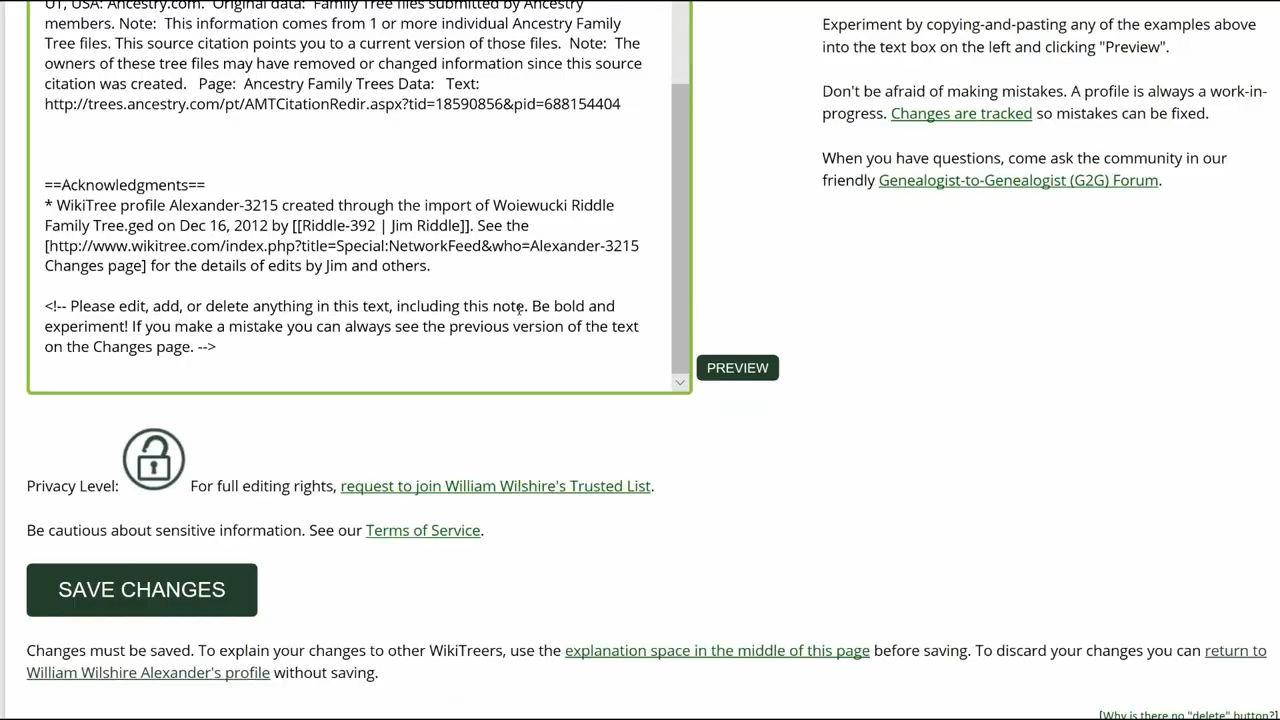 UT, USA: Ancestry.com.  Original data:  Family Tree files submitted by Ancestry
members. Note:  This information comes from 1 or more individual Ancestry Family
Tree files. This source citation points you to a current version of those files.  Note:  The
owners of these tree files may have removed or changed information since this source
citation was created.   Page:  Ancestry Family Trees Data:   Text:
http://trees.ancestry.com/pt/AMTCitationRedir.aspx?tid=18590856&pid=688154404
==Acknowledgments==
* WikiTree profile Alexander-3215 created through the import of Woiewucki Riddle
Family Tree.ged on Dec 16, 2012 by [[Riddle-392 | Jim Riddle]]. See the
[http://www.wikitree.com/index.php?title=Special:NetworkFeed&who=Alexander-3215
Changes page] for the details of edits by Jim and others.
<!-- Please edit, add, or delete anything in this text, including this note. Be bold and
experiment! If you make a mistake you can always see the previous version of the text
on the Changes page. -->
PREVIEW
Experiment by copying-and-pasting any of the examples above
into the text box on the left and clicking "Preview".
Don't be afraid of making mistakes. A profile is always a work-in-
progress. Changes are tracked so mistakes can be fixed.
When you have questions, come ask the community in our
friendly Genealogist-to-Genealogist (G2G) Forum.
Privacy Level: For full editing rights, request to join William Wilshire's Trusted List.
Be cautious about sensitive information. See our Terms of Service.
SAVE CHANGES
Changes must be saved. To explain your changes to other WikiTreers, use the explanation space in the middle of this page before saving. To discard your changes you can return to
William Wilshire Alexander's profile without saving.
[Why is there no "delete" button?]